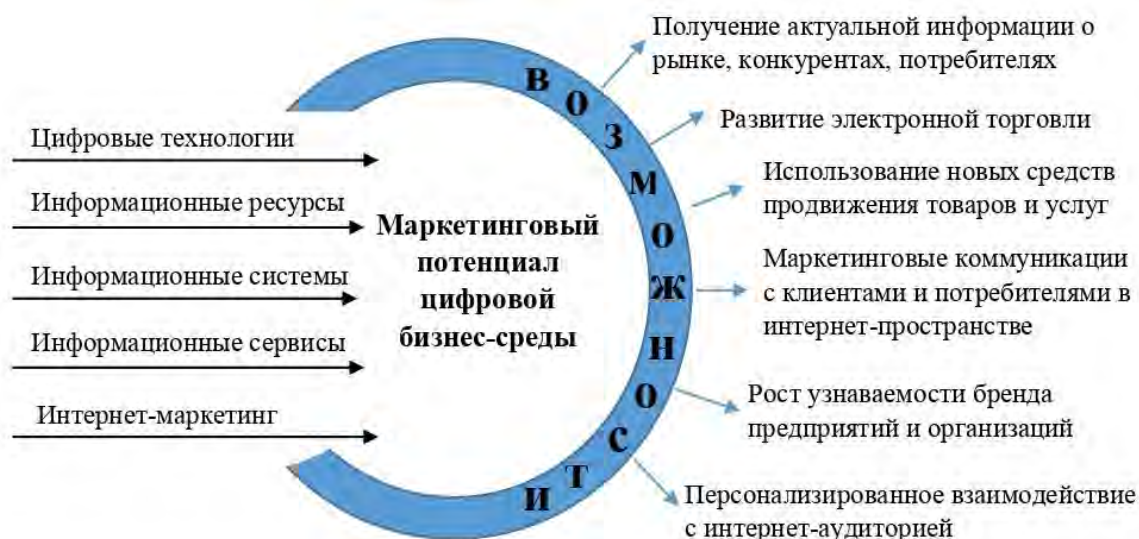 Цифровые технологии
Информационные ресурсы
Информационные системы
Информационные сервисы
Интернет-маркетинг
Маркетинговый
потенциал
цифровой
бизнес-среды
ВОЗМОЖНОСТИ
Получение актуальной информации о
рынке, конкурентах, потребителях
Развитие электронной торговли
Использование новых средств
продвижения товаров и услуг
Маркетинговые коммуникации
с клиентами и потребителями в
интернет-пространстве
Рост узнаваемости бренда
предприятий и организаций
Персонализированное взаимодействие
с интернет-аудиторией